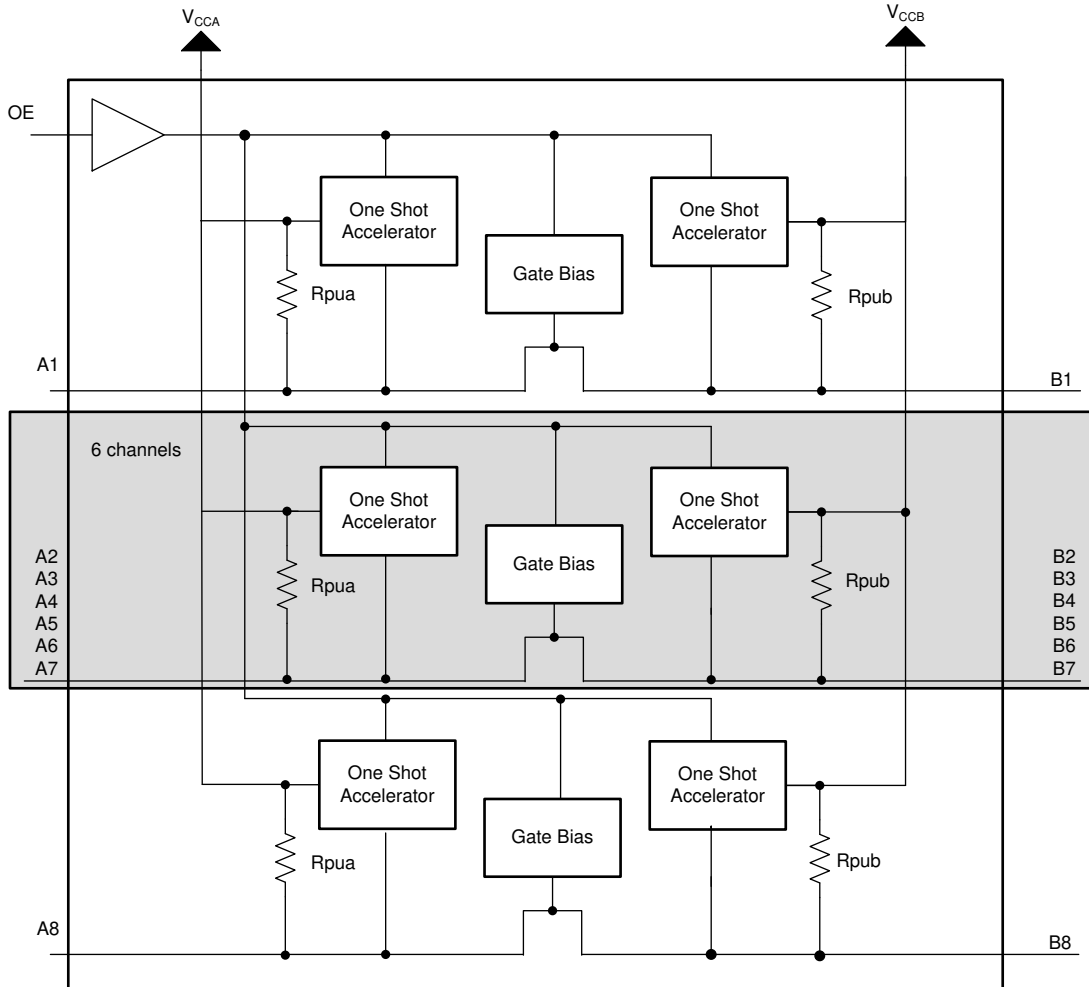 VCCA
VCCB
OE
One Shot
Accelerator
One Shot
Accelerator
Gate Bias
Rpua
Rpub
A1
B1
6 channels
One Shot
Accelerator
One Shot
Accelerator
Gate Bias
Rpua
Rpub
A2
A3
A4
A5
A6
A7
B2
B3
B4
B5
B6
B7
One Shot
Accelerator
One Shot
Accelerator
Gate Bias
Rpua
Rpub
A8
B8